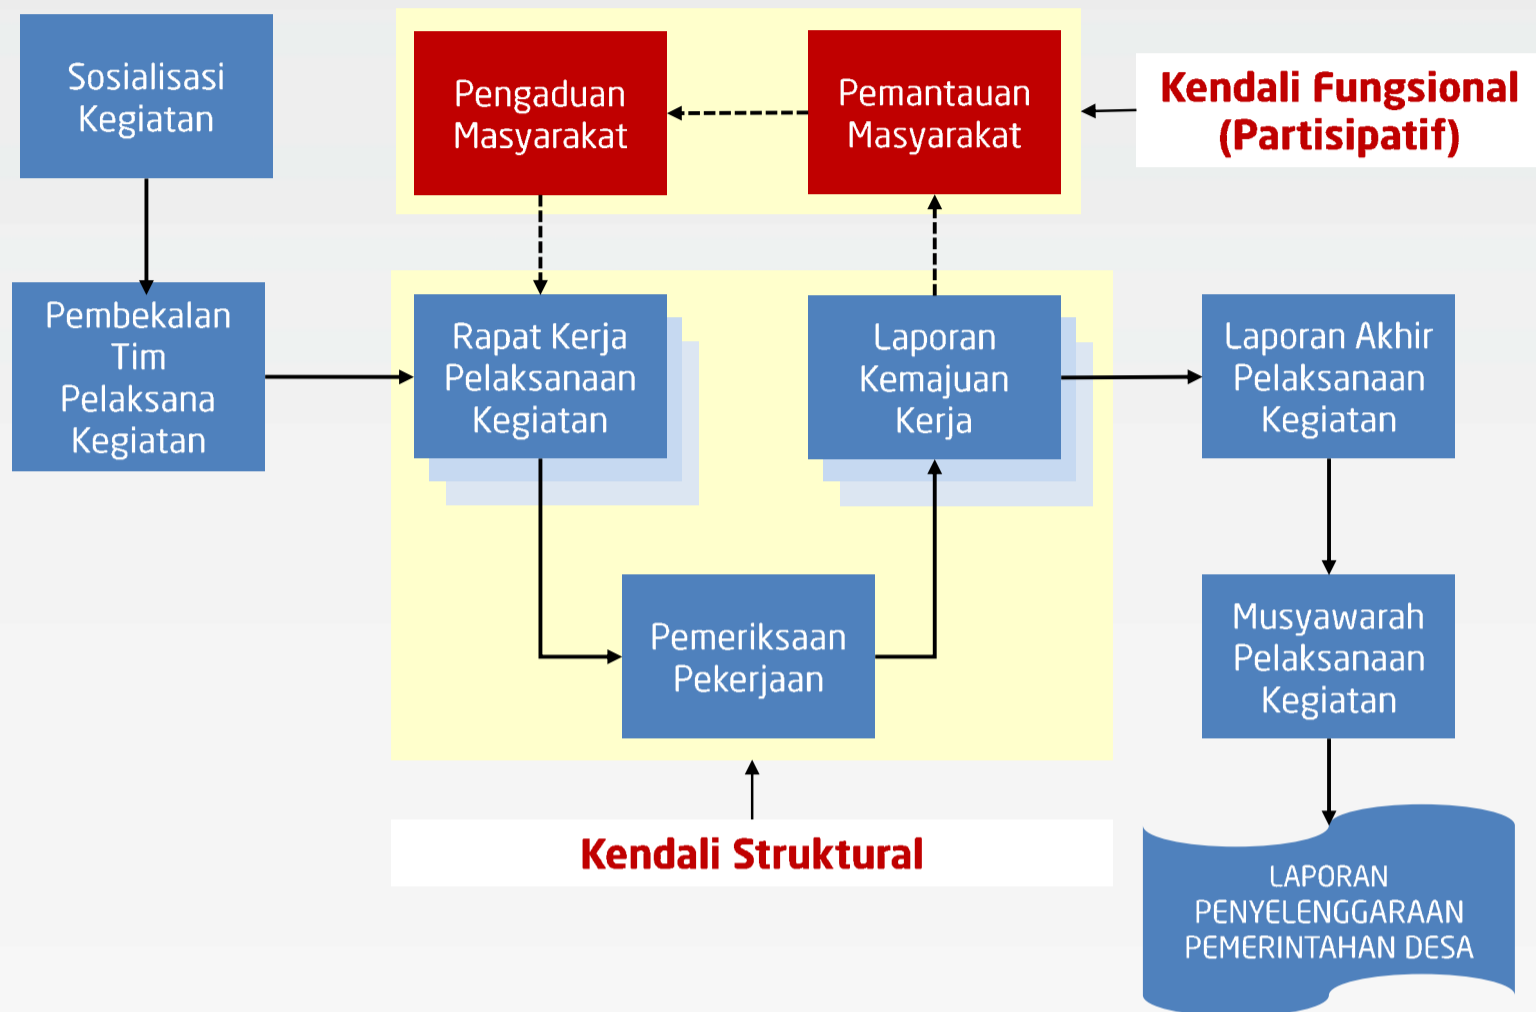 Sosialisasi
Kegiatan
Pengaduan
Masyarakat
Pemantauan
Masyarakat
Kendali Fungsional
(Partisipatif)
Pembekalan
Tim
Pelaksana
Kegiatan
Rapat Kerja
Pelaksanaan
Kegiatan
Laporan
Kemajuan
Kerja
Laporan Akhir
Pelaksanaan
Kegiatan
Pemeriksaan
Pekerjaan
Musyawarah
Pelaksanaan
Kegiatan
Kendali Struktural
LAPORAN
PENYELENGGARAAN
PEMERINTAHAN DESA